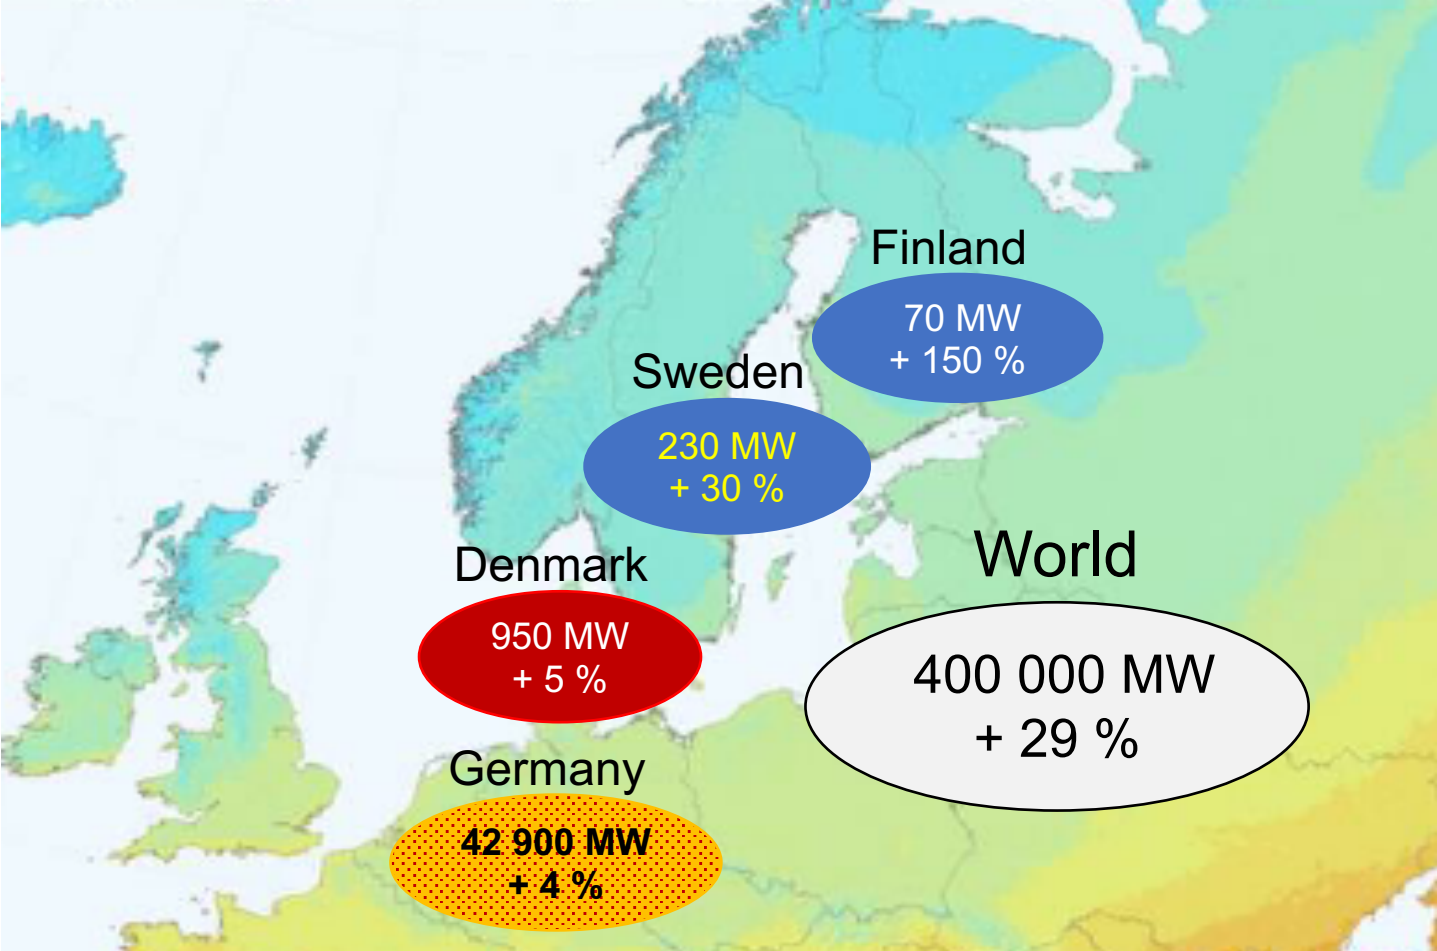 Finland
70 MW
+ 150 %
Sweden
230 MW
+ 30 %
Denmark
950 MW
+ 5 %
World
400 000 MW
+ 29 %
Germany
42 900 MW
+ 4 %